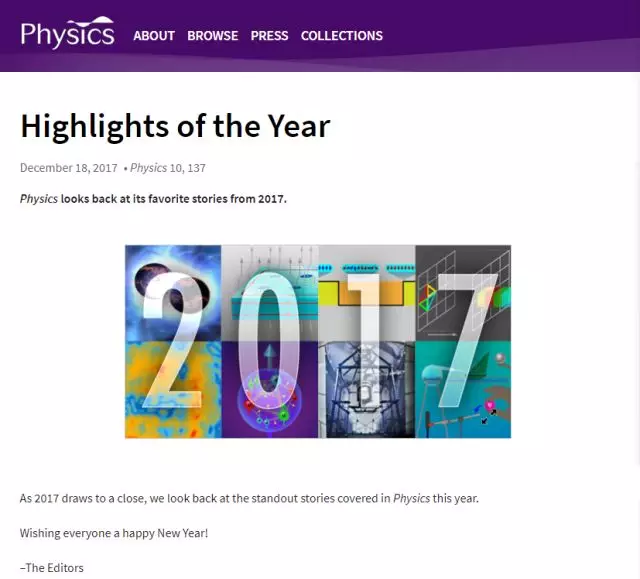 Physics ABOUT BROWSE PRESS COLLECTIONS
Highlights of the Year
December 18, 2017 • Physics 10, 137
Physics looks back at its favorite stories from 2017.
2017
As 2017 draws to a close, we look back at the standout stories covered in Physics this year.
Wishing everyone a happy New Year!
–The Editors